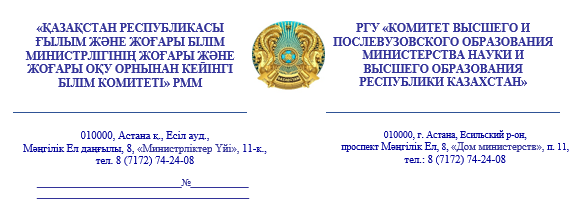 «ҚАЗАҚСТАН РЕСПУБЛИКАСЫ
ҒЫЛЫМ ЖӘНЕ ЖОҒАРЫ БІЛІМ
МИНИСТРЛІГІНІҢ ЖОҒАРЫ ЖӘНЕ
ЖОҒАРЫ ОҚУ ОРНЫНАН КЕЙІНГІ
БІЛІМ КОМИТЕТІ» РММ
010000, Астана қ., Есіл ауд.,
Мәңгілік Ел даңғылы, 8, «Министрліктер Үйі», 11-к.,
тел. 8 (7172) 74-24-08
№
РГУ «КОМИТЕТ ВЫСШЕГО И
ПОСЛЕВУЗОВСКОГО ОБРАЗОВАНИЯ
МИНИСТЕРСТВА НАУКИ И
ВЫСШЕГО ОБРАЗОВАНИЯ
РЕСПУБЛИКИ КАЗАХСТАН»
010000, г. Астана, Есильский р-он,
проспект Мәңгілік Ел, 8, «Дом министерств», п. 11,
тел.: 8 (7172) 74-24-08